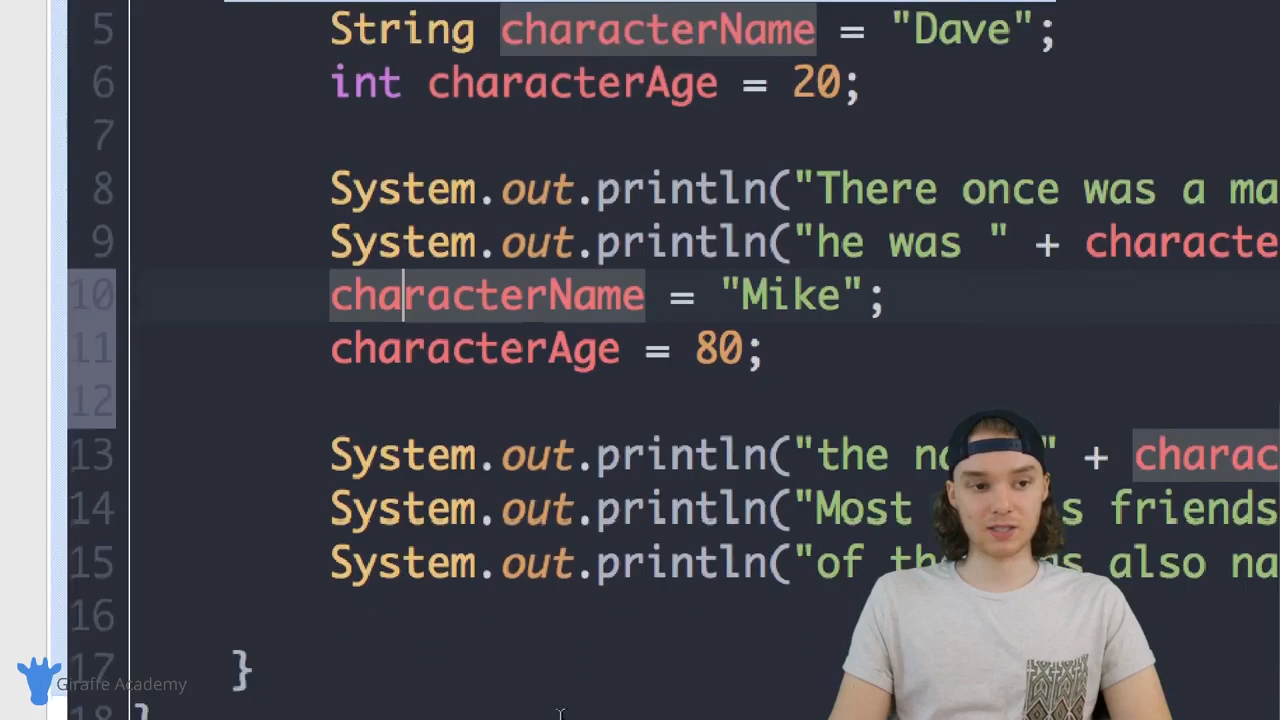 5 String characterName = "Dave";
6 int characterAge = 20;
7
8 System.out.println("There once was a ma
9 System.out.println("he was " + characte
10 characterName = "Mike";
11 characterAge = 80;
12
13 System.out.println("the " + charac
14 System.out.println("Most friends
15 System.out.println("of also na
16
17 }
Giraffe Academy
18 }